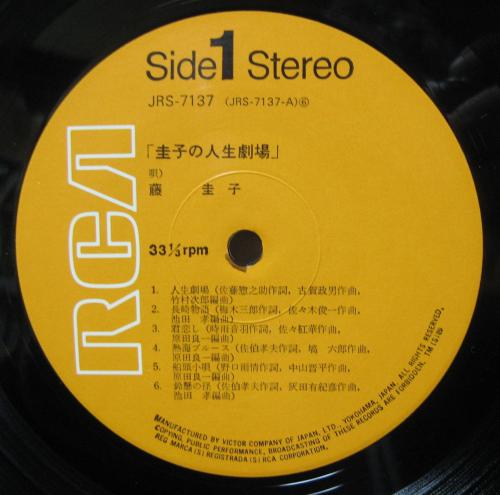 Side 1 Stereo
JRS-7137 (JRS-7137-A)⑥
RCA
「圭子の人生劇場」
唄)
藤 圭子
33 1/3 rpm
1. 人生劇場 (佐藤惣之助作詞, 古賀政男作曲,
竹村次郎編曲)
2. 長崎物語 (梅木三郎作詞, 佐々木俊一作曲,
池田 孝編曲)
3. 君恋し (時雨音羽作詞, 佐々紅華作曲,
原田良一編曲)
4. 熱海ブルース (佐伯孝夫作詞, 塙 六郎作曲,
原田良一編曲)
5. 船頭小唄 (野口雨情作詞, 中山晋平作曲,
原田良一編曲)
6. 鈴懸の径 (佐伯孝夫作詞, 灰田有紀彦作曲,
池田 孝編曲)
MANUFACTURED BY VICTOR COMPANY OF JAPAN, LTD., YOKOHAMA, JAPAN. ALL RIGHTS RESERVED.
COPYING, PUBLIC PERFORMANCE, BROADCASTING OF THESE RECORDS ARE FORBIDDEN. TM(S)®
REG MARCA(S) REGISTRADA(S) RCA CORPORATION.